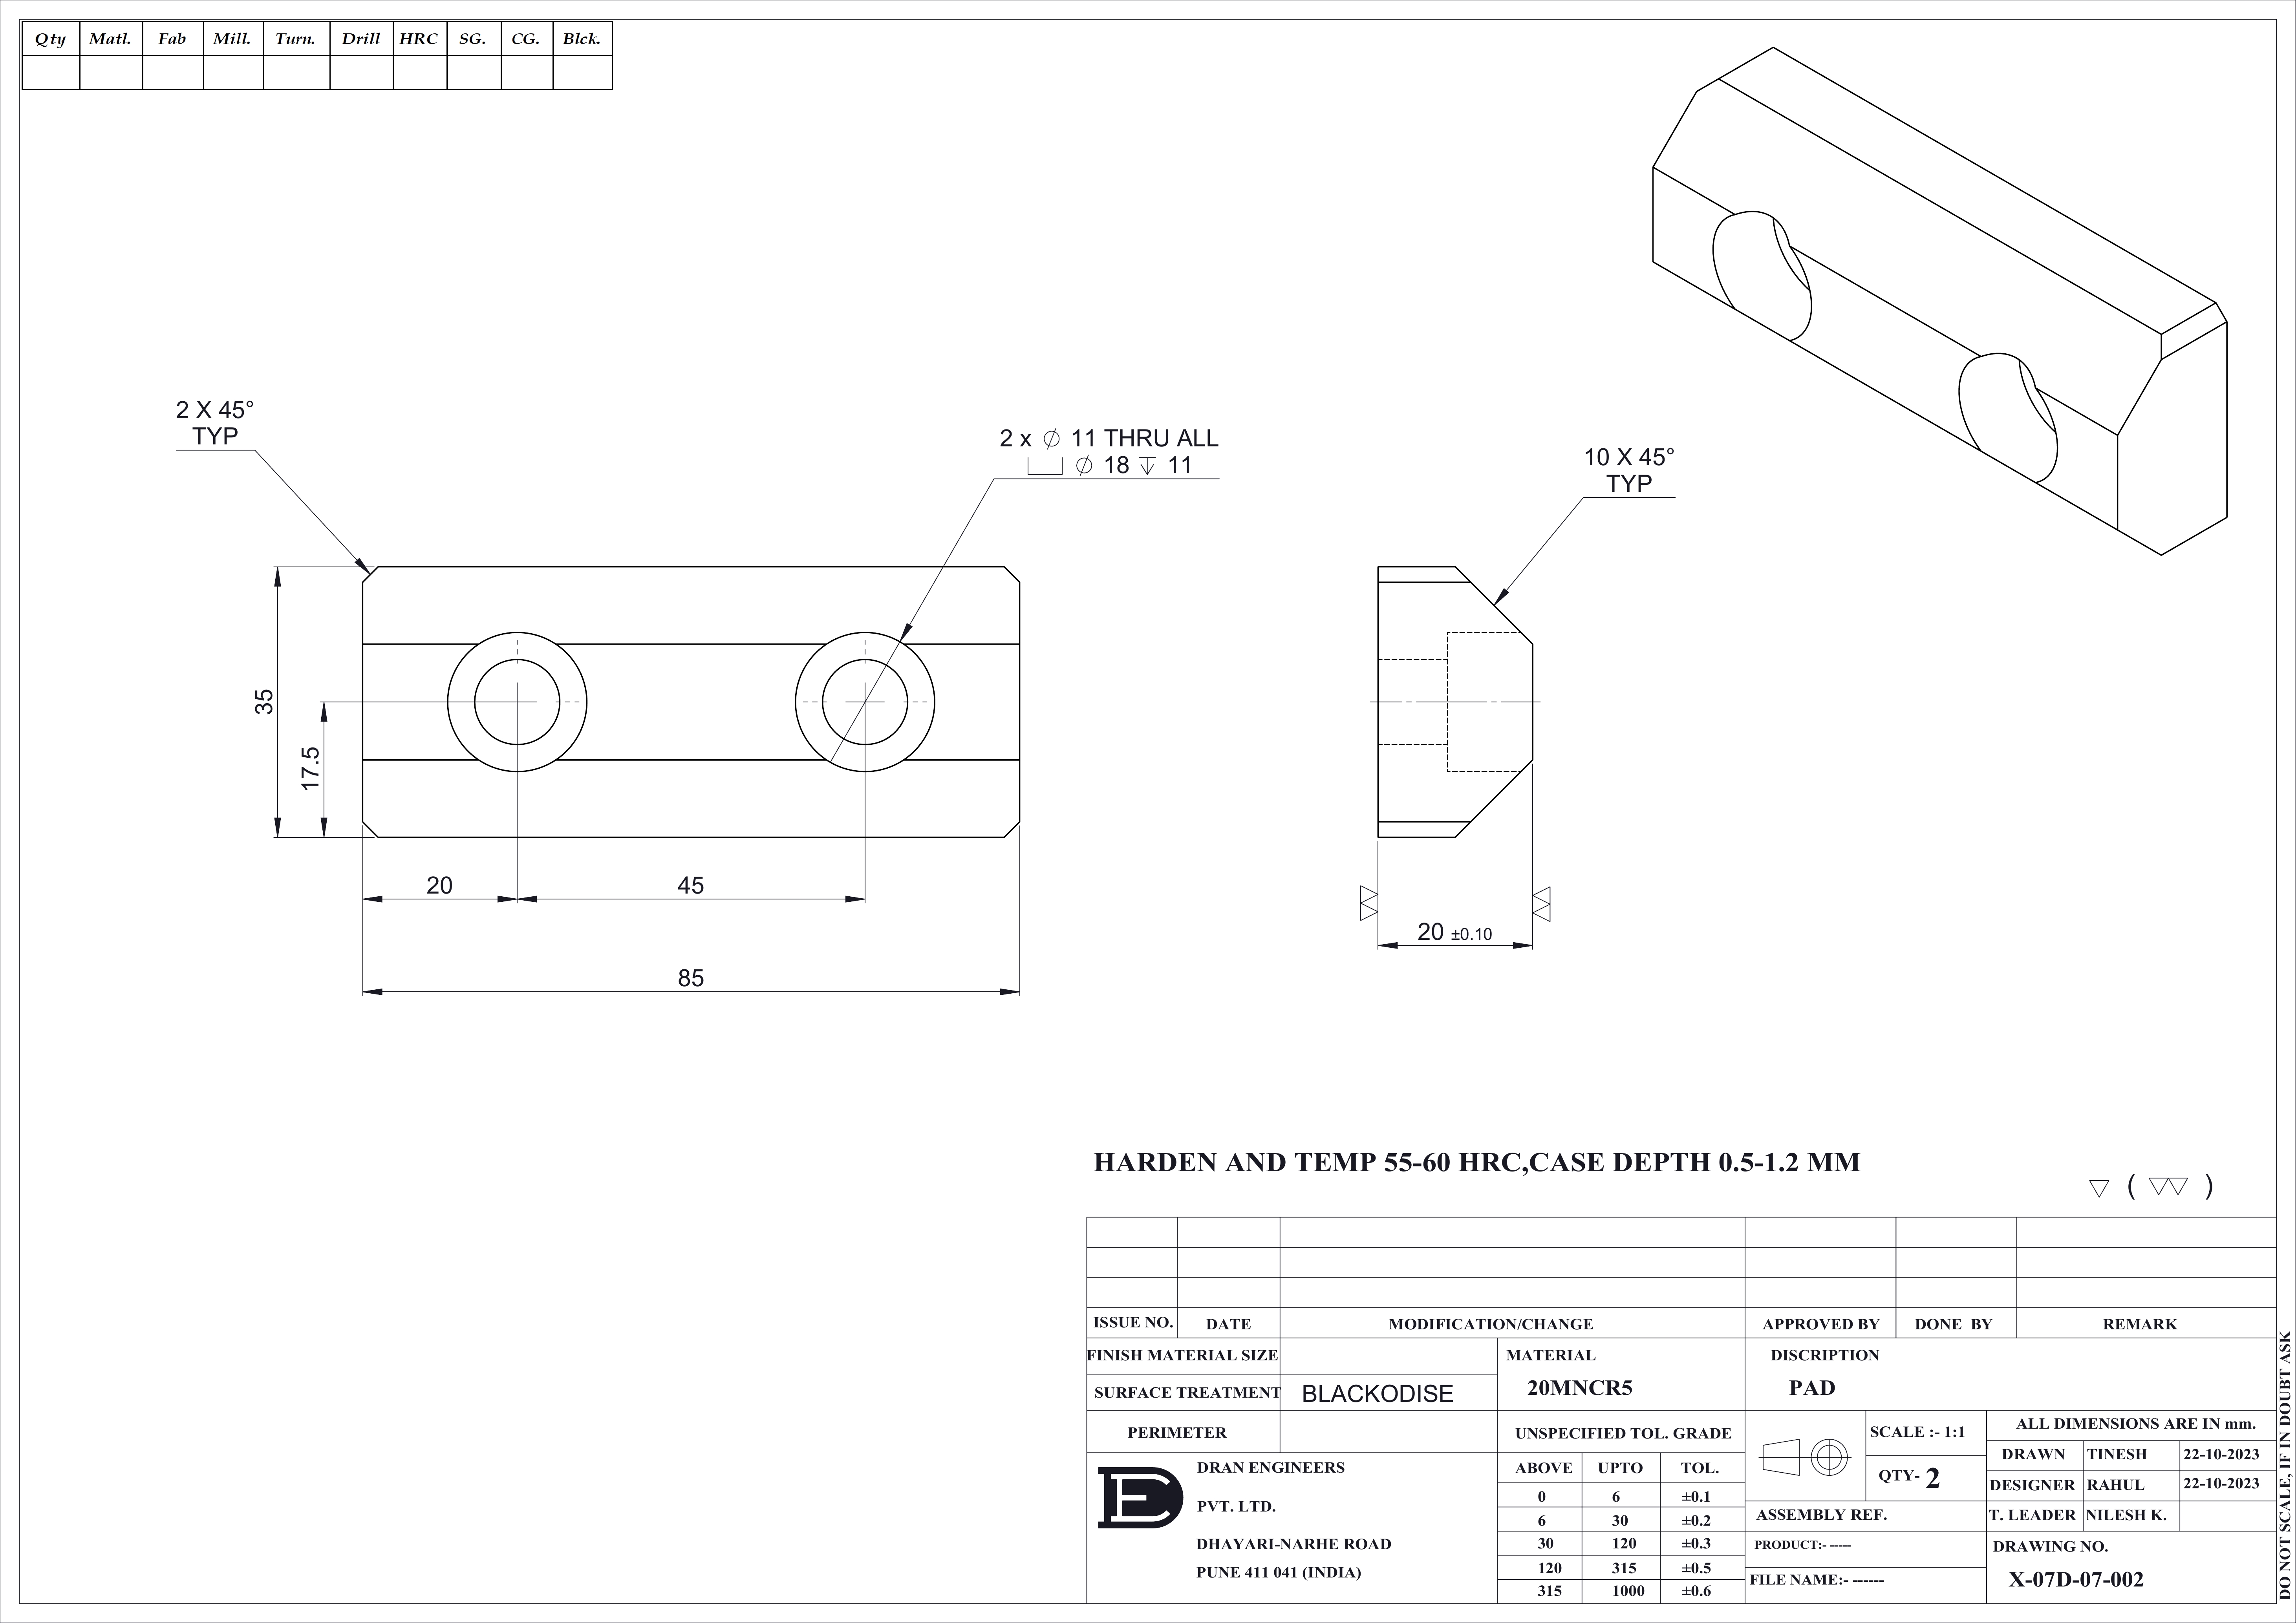 Qty Matl. Fab Mill. Turn. Drill HRC SG. CG. Blck.
2 X 45°
TYP
2 x ⌀ 11 THRU ALL
⌴ ⌀ 18 ↧ 11
10 X 45°
TYP
35
17.5
20
45
85
20 ±0.10
HARDEN AND TEMP 55-60 HRC,CASE DEPTH 0.5-1.2 MM
( )
ISSUE NO. DATE MODIFICATION/CHANGE APPROVED BY DONE BY REMARK
FINISH MATERIAL SIZE
SURFACE TREATMENT BLACKODISE
PERIMETER
MATERIAL
20MNCR5
DISCRIPTION
PAD
UNSPECIFIED TOL. GRADE
ABOVE UPTO TOL.
0 6 ±0.1
6 30 ±0.2
30 120 ±0.3
120 315 ±0.5
315 1000 ±0.6
DE
DRAN ENGINEERS
PVT. LTD.
DHAYARI-NARHE ROAD
PUNE 411 041 (INDIA)
SCALE :- 1:1
QTY- 2
ALL DIMENSIONS ARE IN mm.
DRAWN TINESH 22-10-2023
DESIGNER RAHUL 22-10-2023
T. LEADER NILESH K.
ASSEMBLY REF.
PRODUCT:- -----
FILE NAME:- ------
DRAWING NO.
X-07D-07-002
DO NOT SCALE, IF IN DOUBT ASK